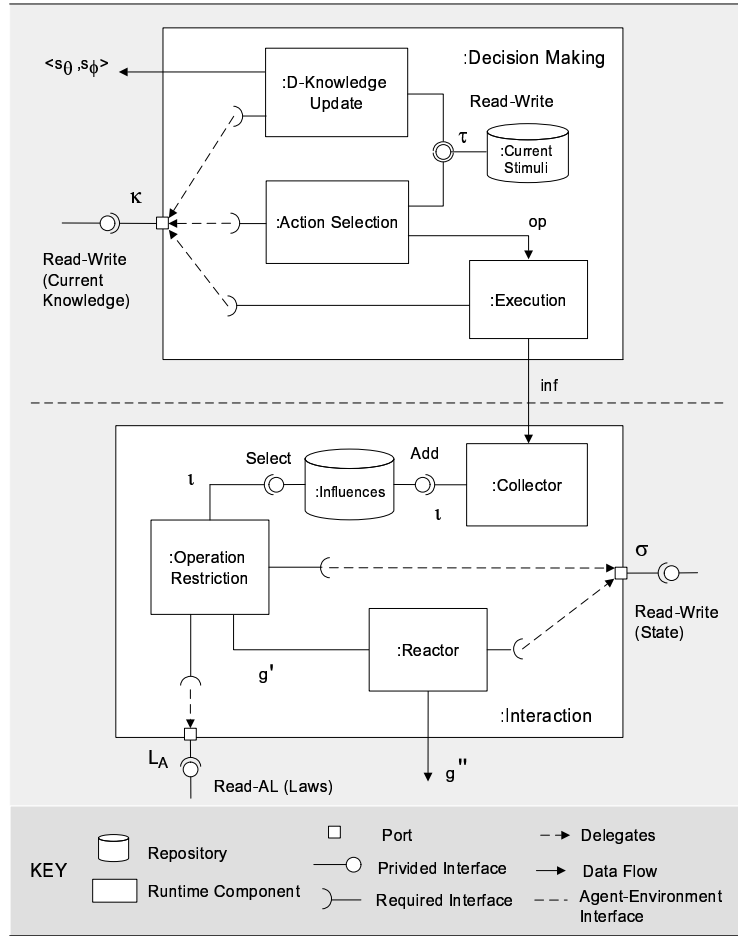 :Decision Making
<sθ ,sϕ>
:D-Knowledge
Update
Read-Write
τ
:Current
Stimuli
κ
:Action Selection
op
Read-Write
(Current
Knowledge)
:Execution
inf
Select
Add
ι
:Influences
ι
:Collector
:Operation
Restriction
σ
Read-Write
(State)
:Reactor
g'
:Interaction
LA
g''
Read-AL (Laws)
KEY
Repository
Runtime Component
Port
Privided Interface
Required Interface
Delegates
Data Flow
Agent-Environment
Interface